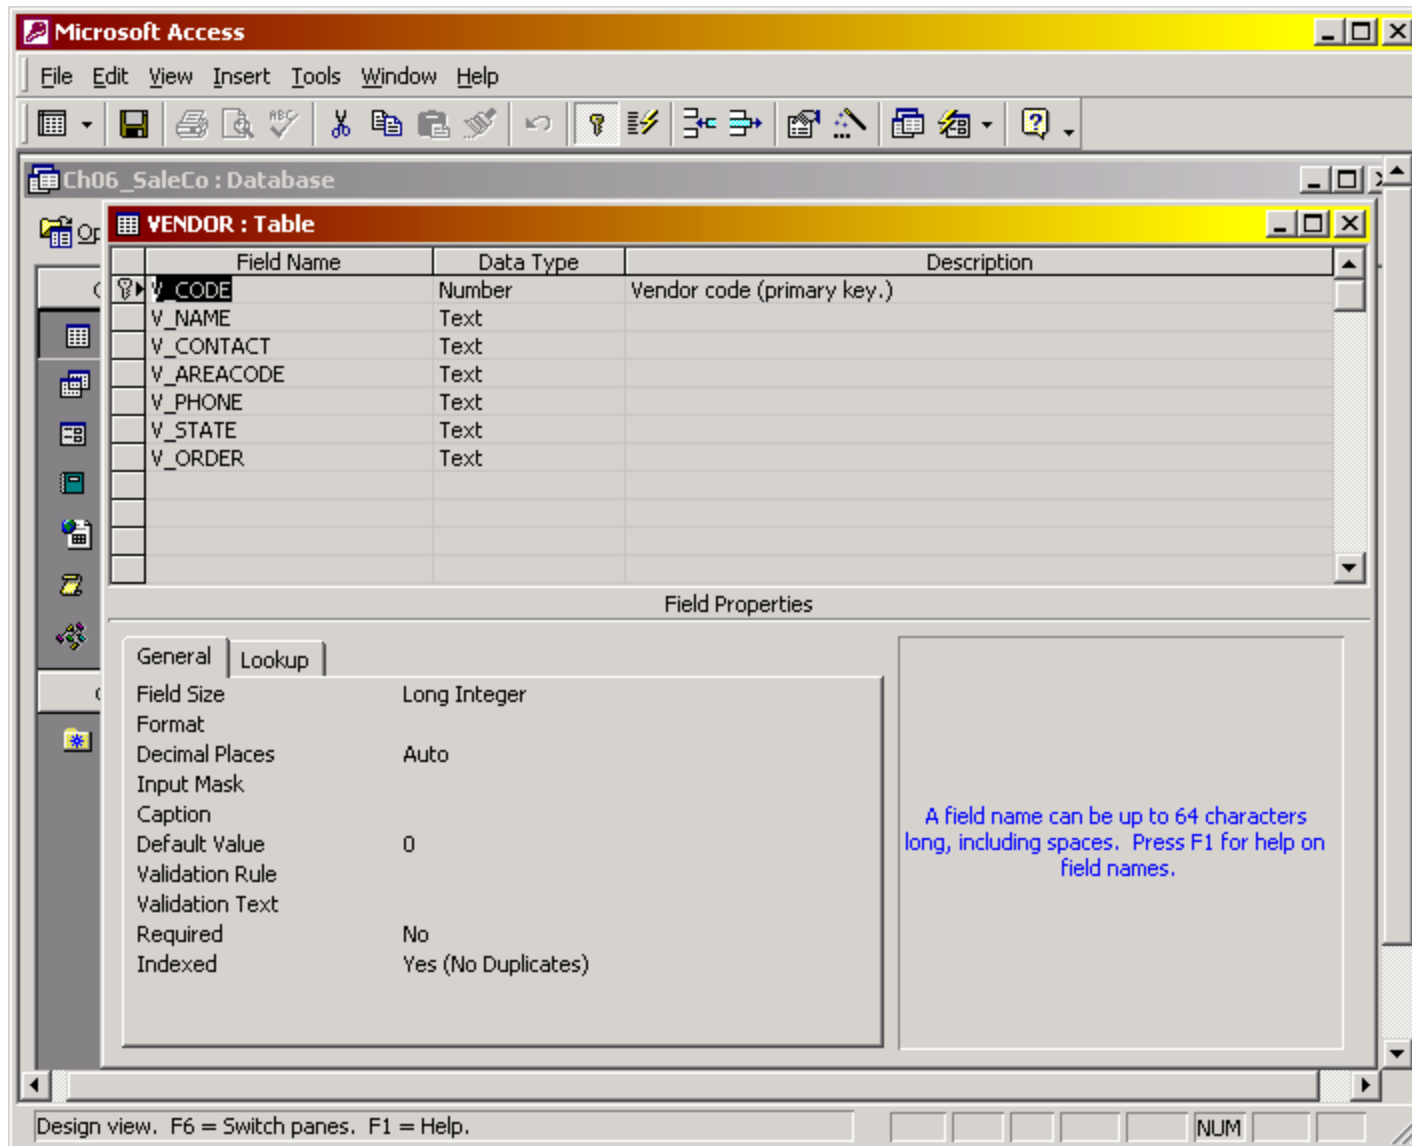 Microsoft Access
File Edit View Insert Tools Window Help
ABC
Ch06_SaleCo : Database
Op
VENDOR : Table
Field Name Data Type Description
V_CODE Number Vendor code (primary key.)
V_NAME Text
V_CONTACT Text
V_AREACODE Text
V_PHONE Text
V_STATE Text
V_ORDER Text
Field Properties
General Lookup
Field Size Long Integer
Format
Decimal Places Auto
Input Mask
Caption
Default Value 0
Validation Rule
Validation Text
Required No
Indexed Yes (No Duplicates)
A field name can be up to 64 characters
long, including spaces. Press F1 for help on
field names.
Design view. F6 = Switch panes. F1 = Help.
NUM